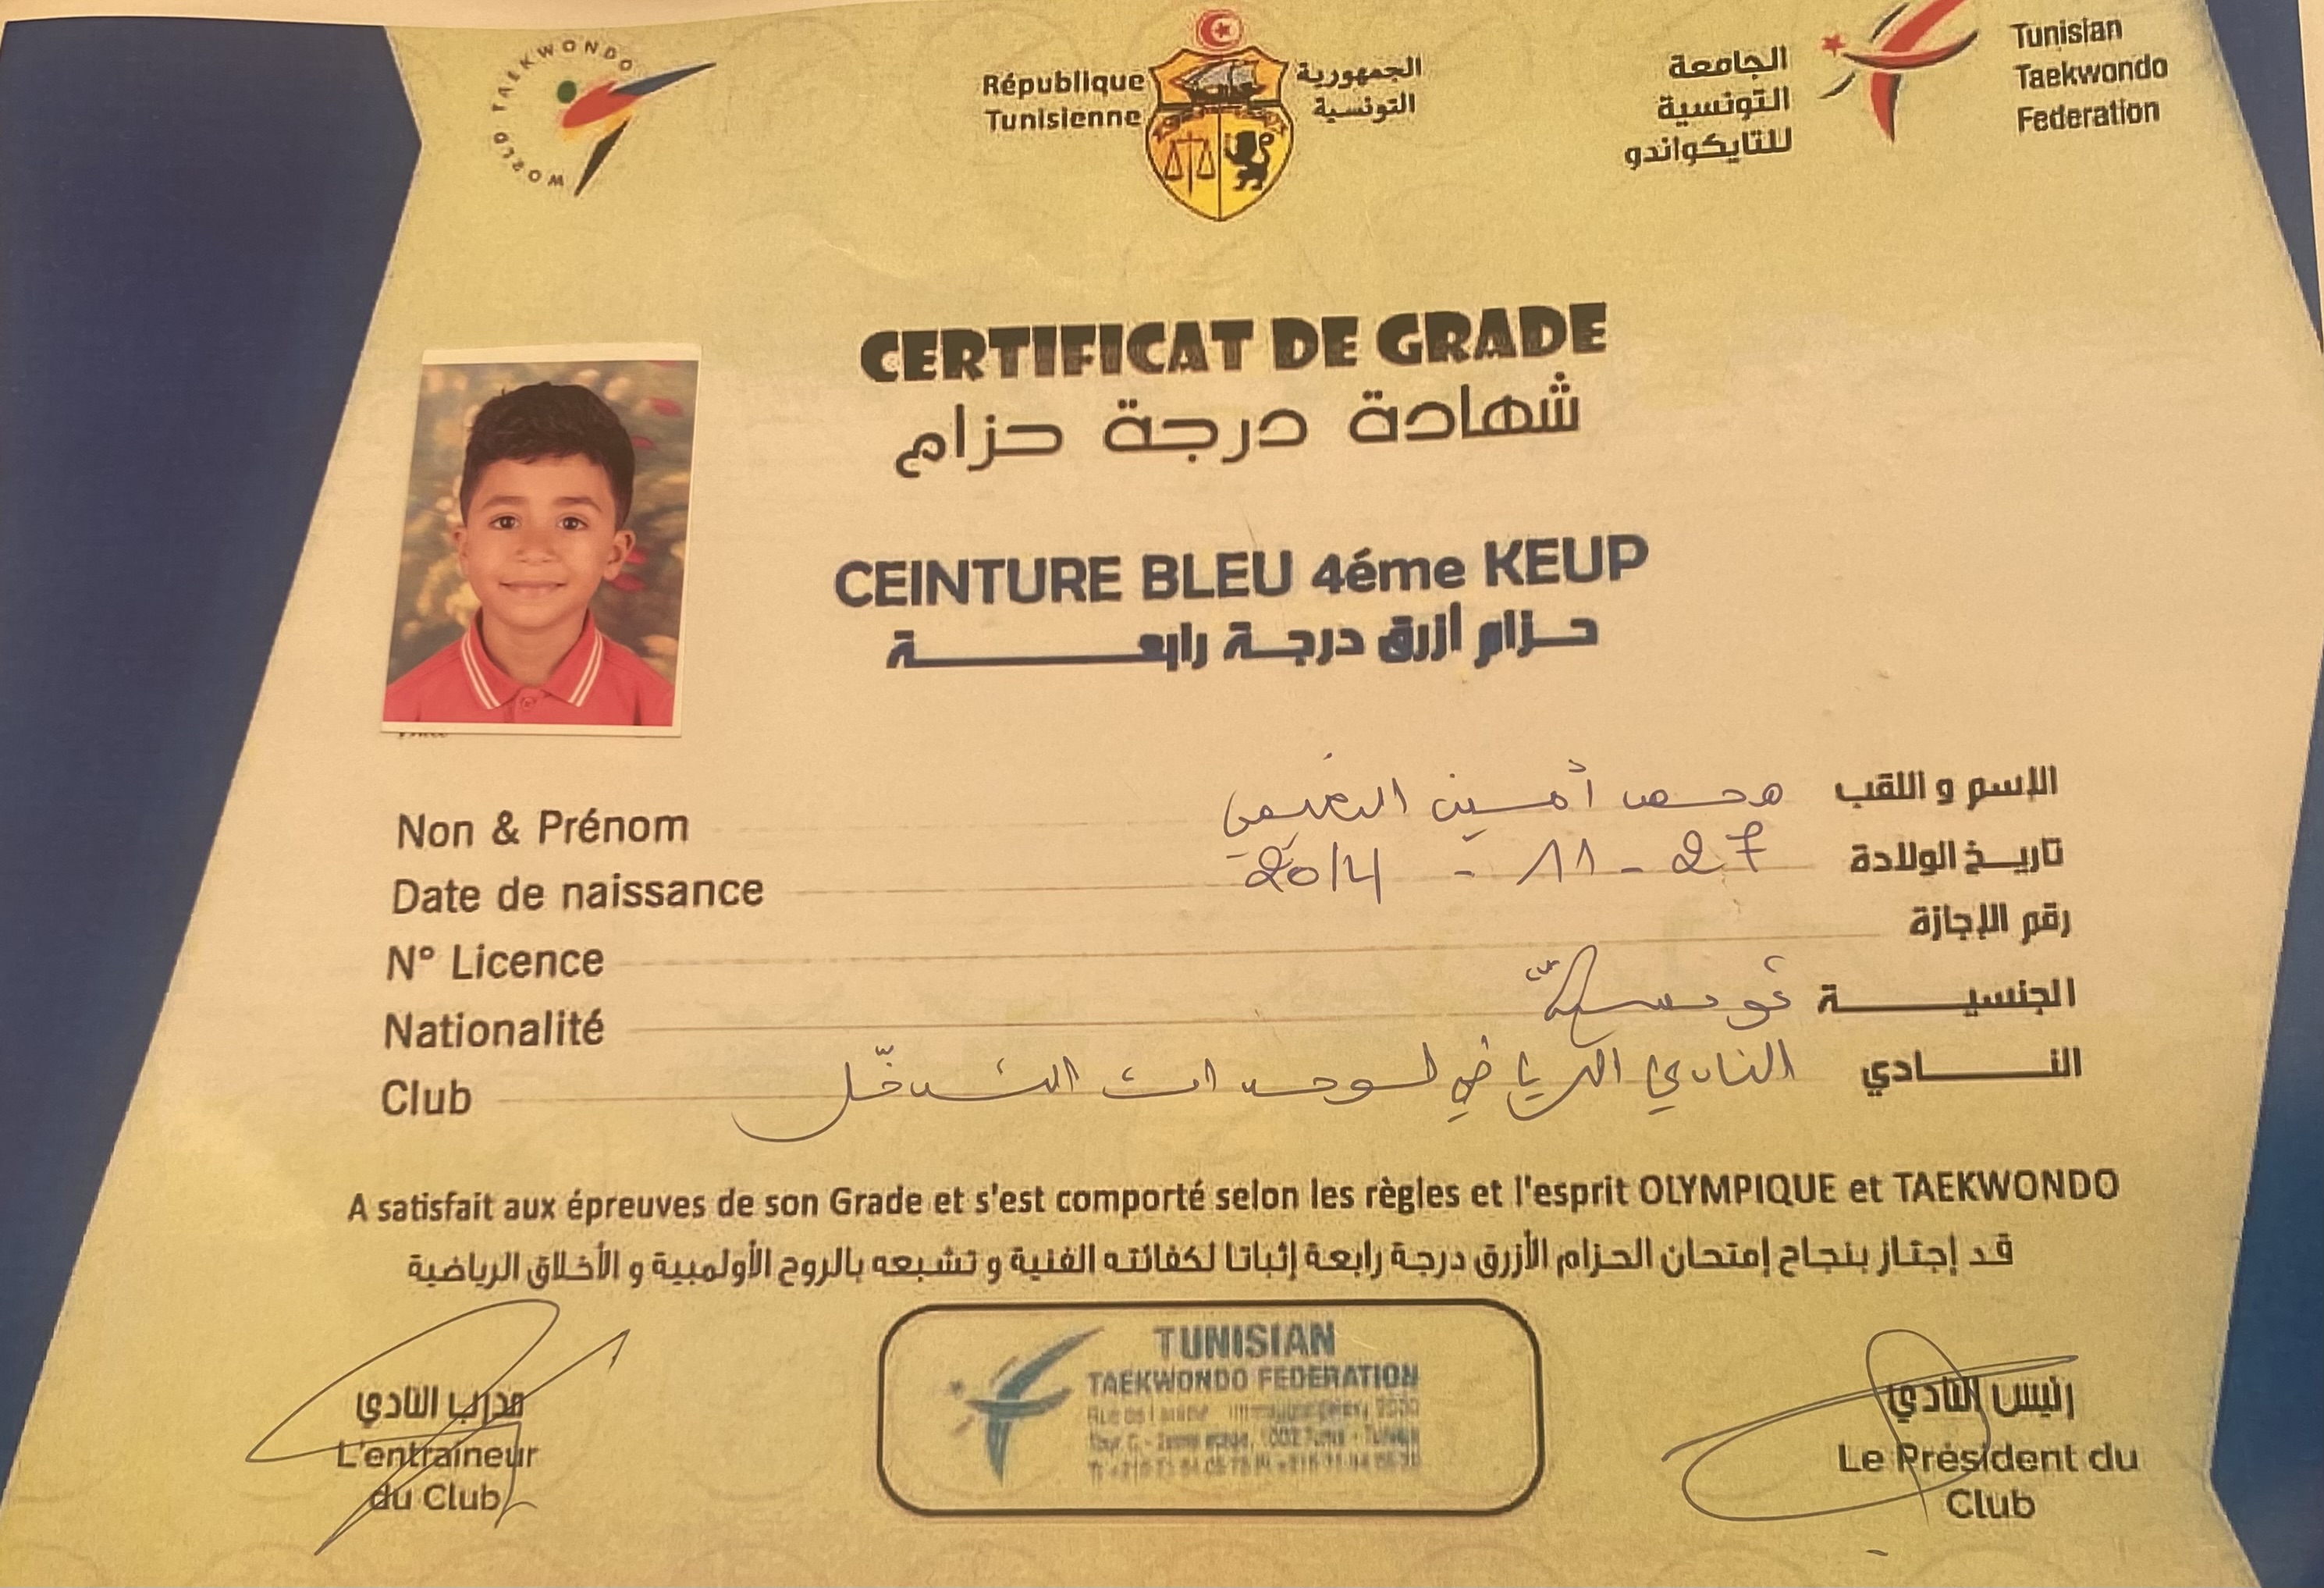 WORLD TAEKWONDO
République
Tunisienne
الجمهورية
التونسية
الجامعة
التونسية
للتايكواندو
Tunisian
Taekwondo
Federation
CERTIFICAT DE GRADE
شهادة درجة حزام
CEINTURE BLEU 4éme KEUP
حزام أزرق درجة رابعة
Non & Prénom محمد أمين النعيمي الإسم و اللقب
Date de naissance 27 - 11 - 2014 تاريخ الولادة
N° Licence رقم الإجازة
Nationalité تونسية الجنسية
Club النادي الرياضي لوحدات التدخّل النادي
A satisfait aux épreuves de son Grade et s'est comporté selon les règles et l'esprit OLYMPIQUE et TAEKWONDO
قد إجتاز بنجاح إمتحان الحزام الأزرق درجة رابعة إثباتا لكفائته الفنية و تشبعه بالروح الأولمبية و الأخلاق الرياضية
مدرب النادي
L'entraineur
du Club
TUNISIAN
TAEKWONDO FEDERATION
رئيس النادي
Le Président du
Club